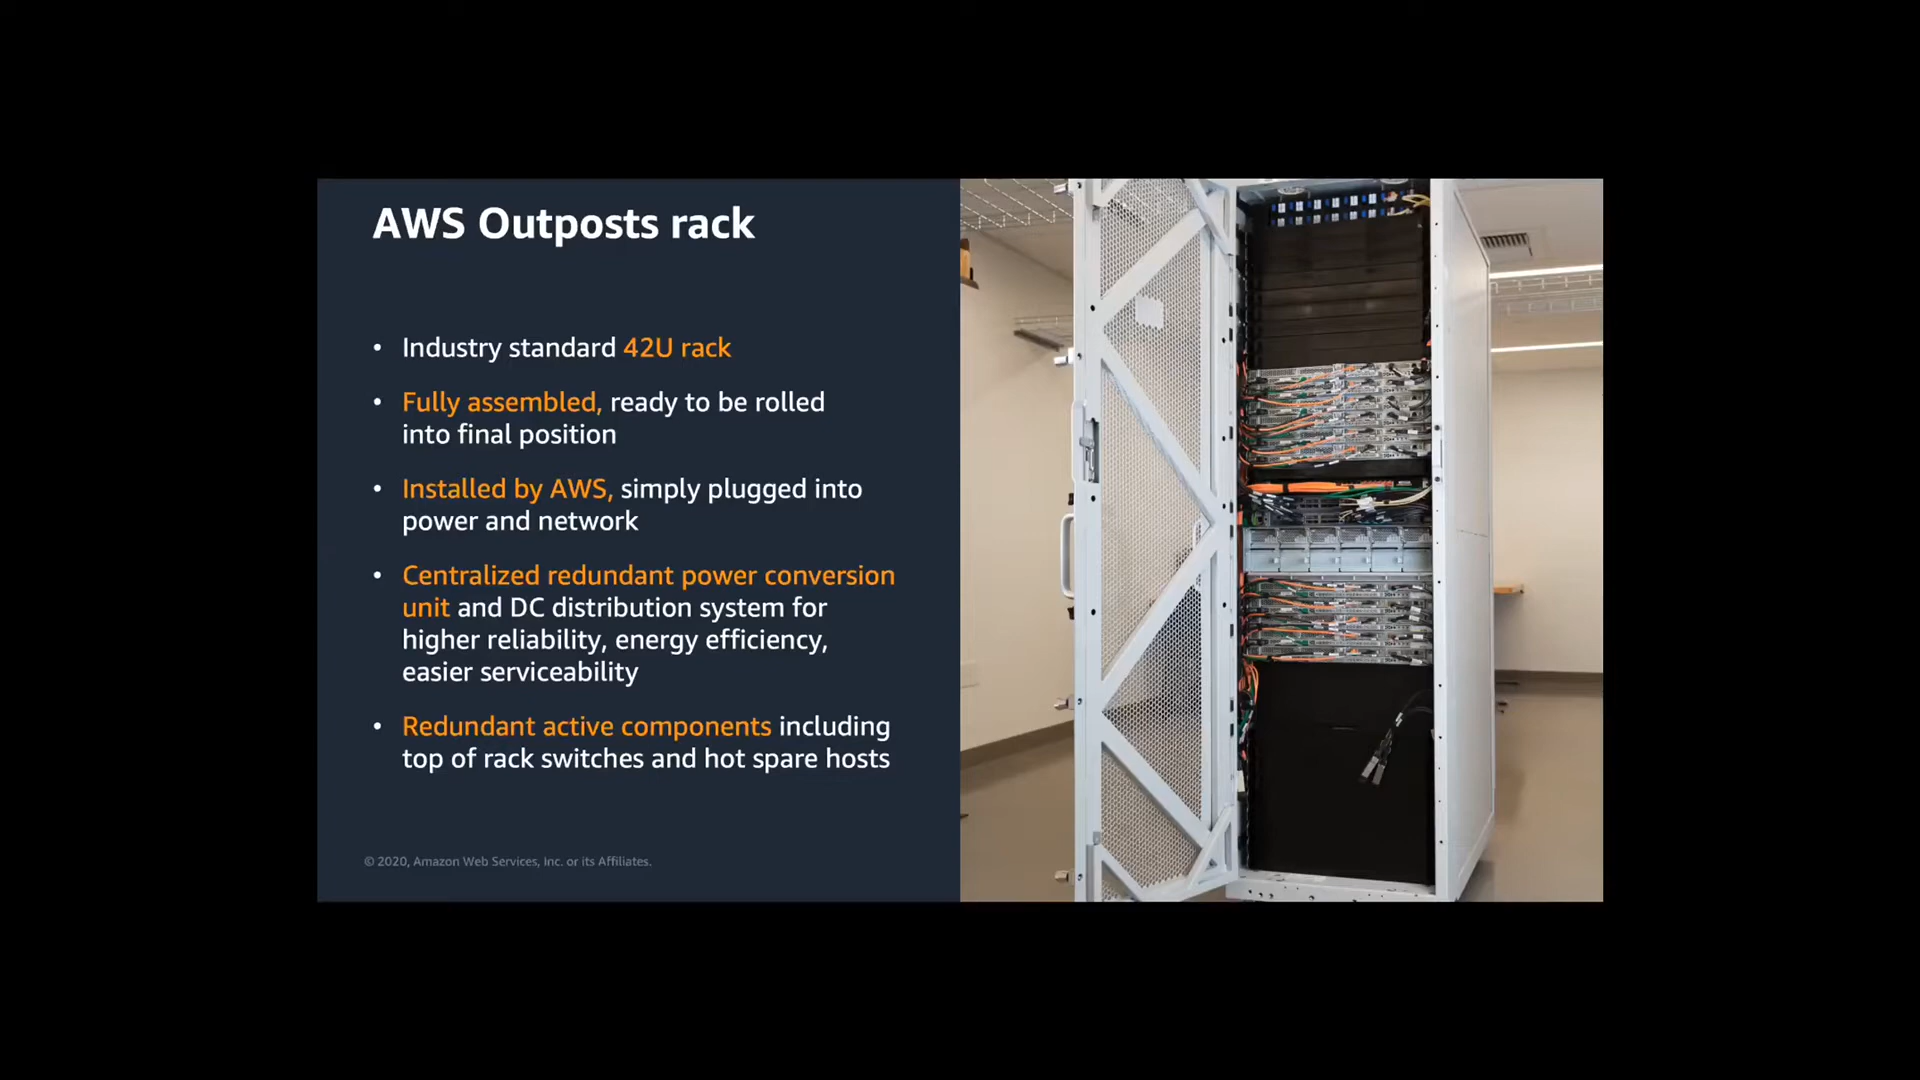 AWS Outposts rack
• Industry standard 42U rack
• Fully assembled, ready to be rolled
into final position
• Installed by AWS, simply plugged into
power and network
• Centralized redundant power conversion
unit and DC distribution system for
higher reliability, energy efficiency,
easier serviceability
• Redundant active components including
top of rack switches and hot spare hosts
© 2020, Amazon Web Services, Inc. or its Affiliates.